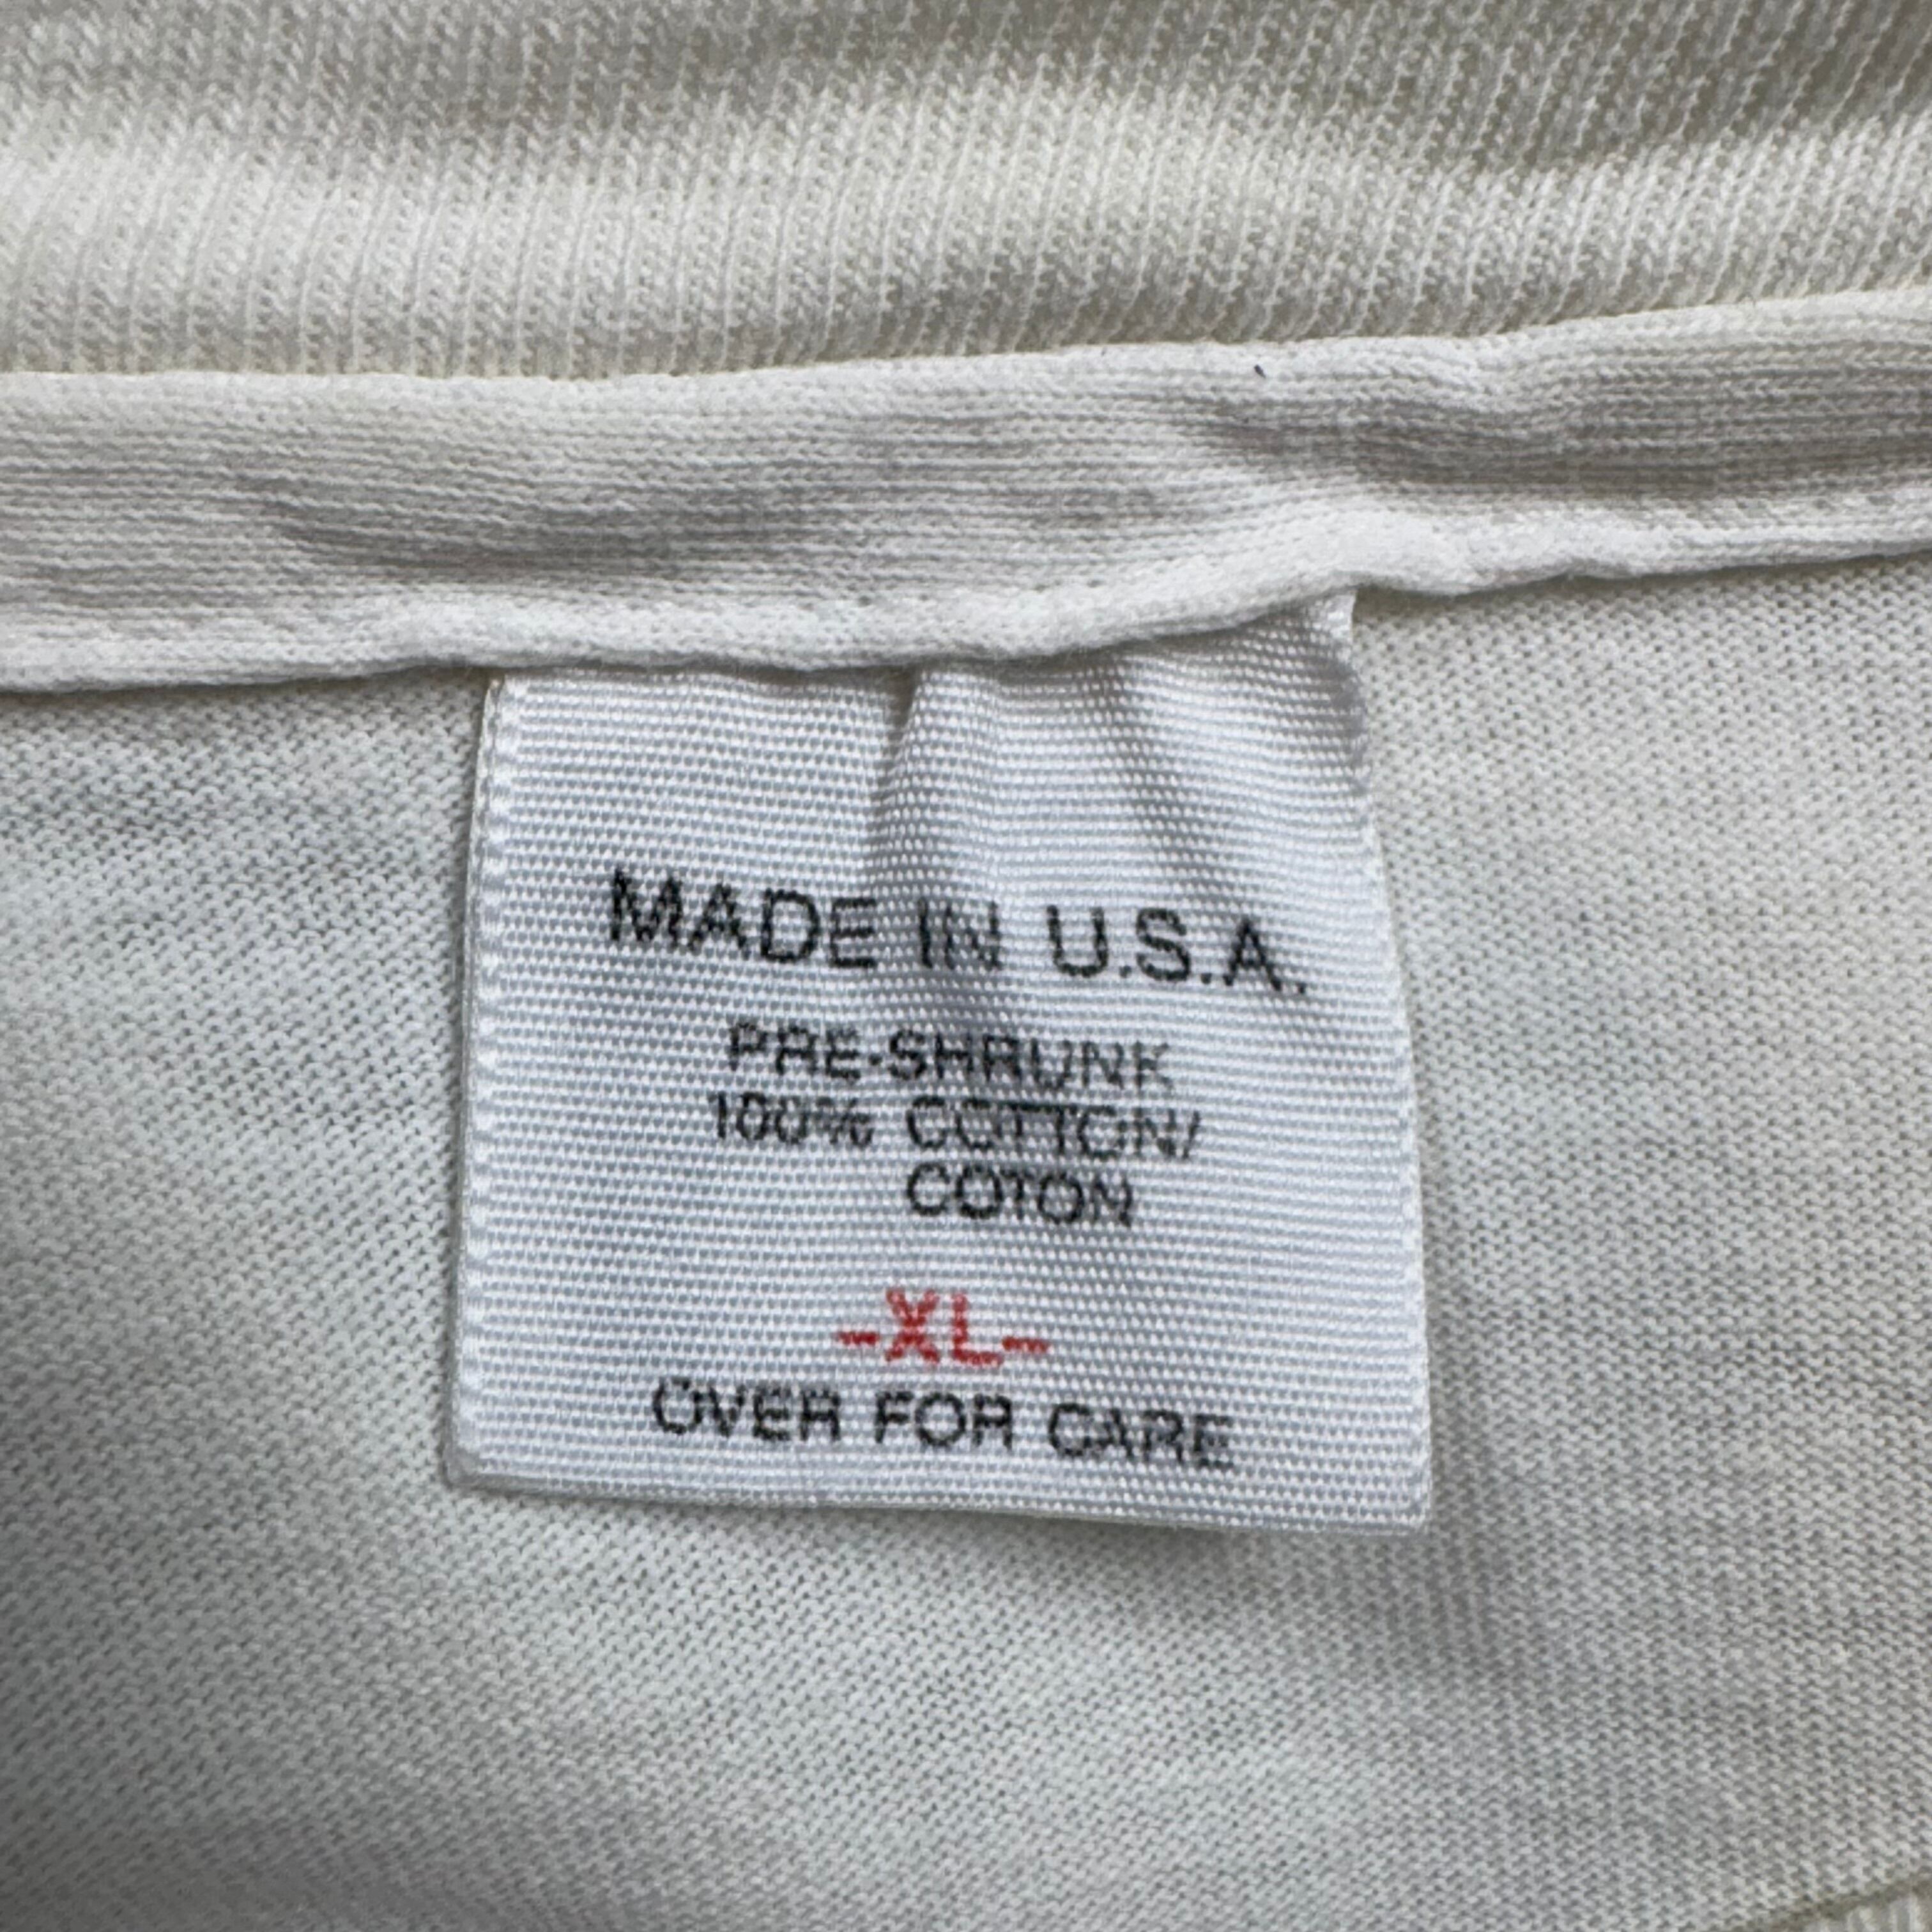 MADE IN U.S.A.
PRE-SHRUNK
100% COTTON/
COTON
-XL-
OVER FOR CARE